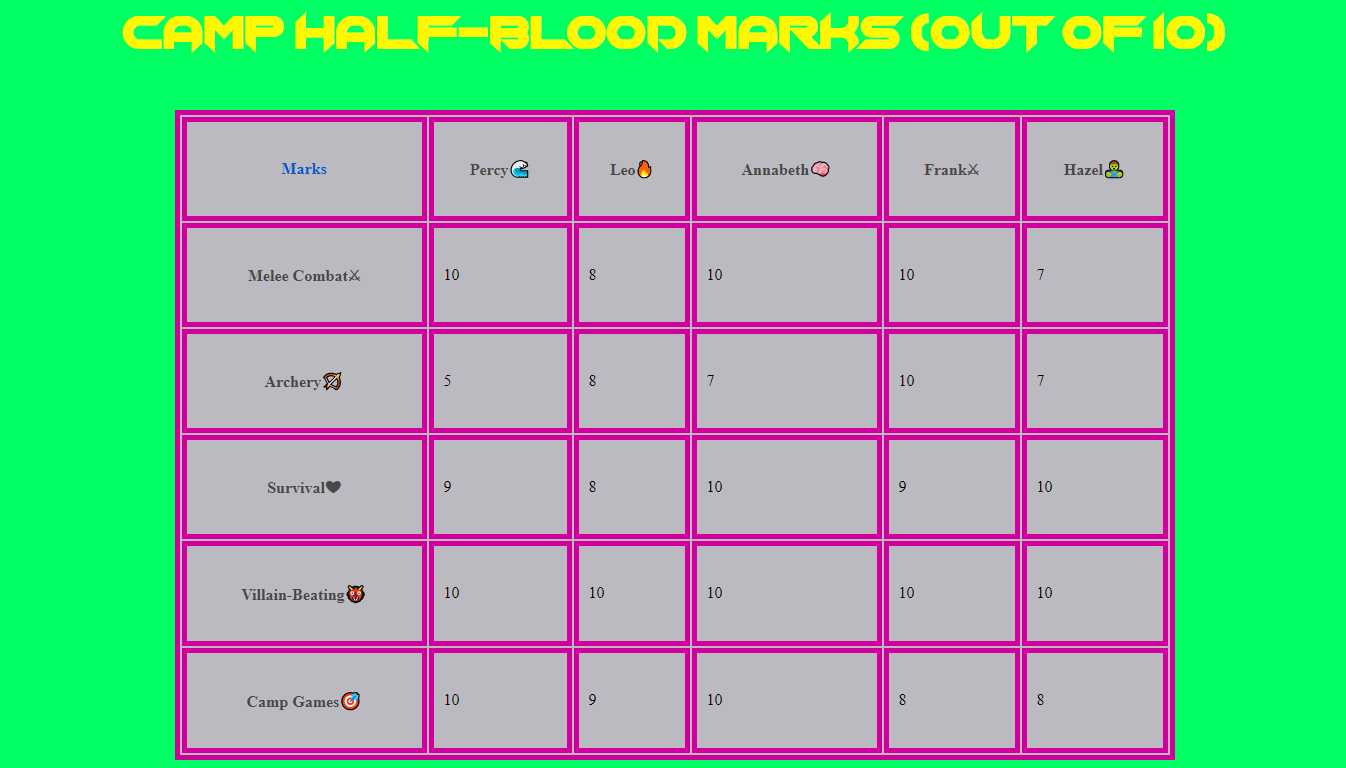 CAMP HALF-BLOOD MARKS (OUT OF 10)
Marks Percy🌊 Leo🔥 Annabeth🧠 Frank⚔ Hazel🧟‍♀️
Melee Combat⚔ 10 8 10 10 7
Archery🏹 5 8 7 10 7
Survival❤ 9 8 10 9 10
Villain-Beating👹 10 10 10 10 10
Camp Games🎯 10 9 10 8 8